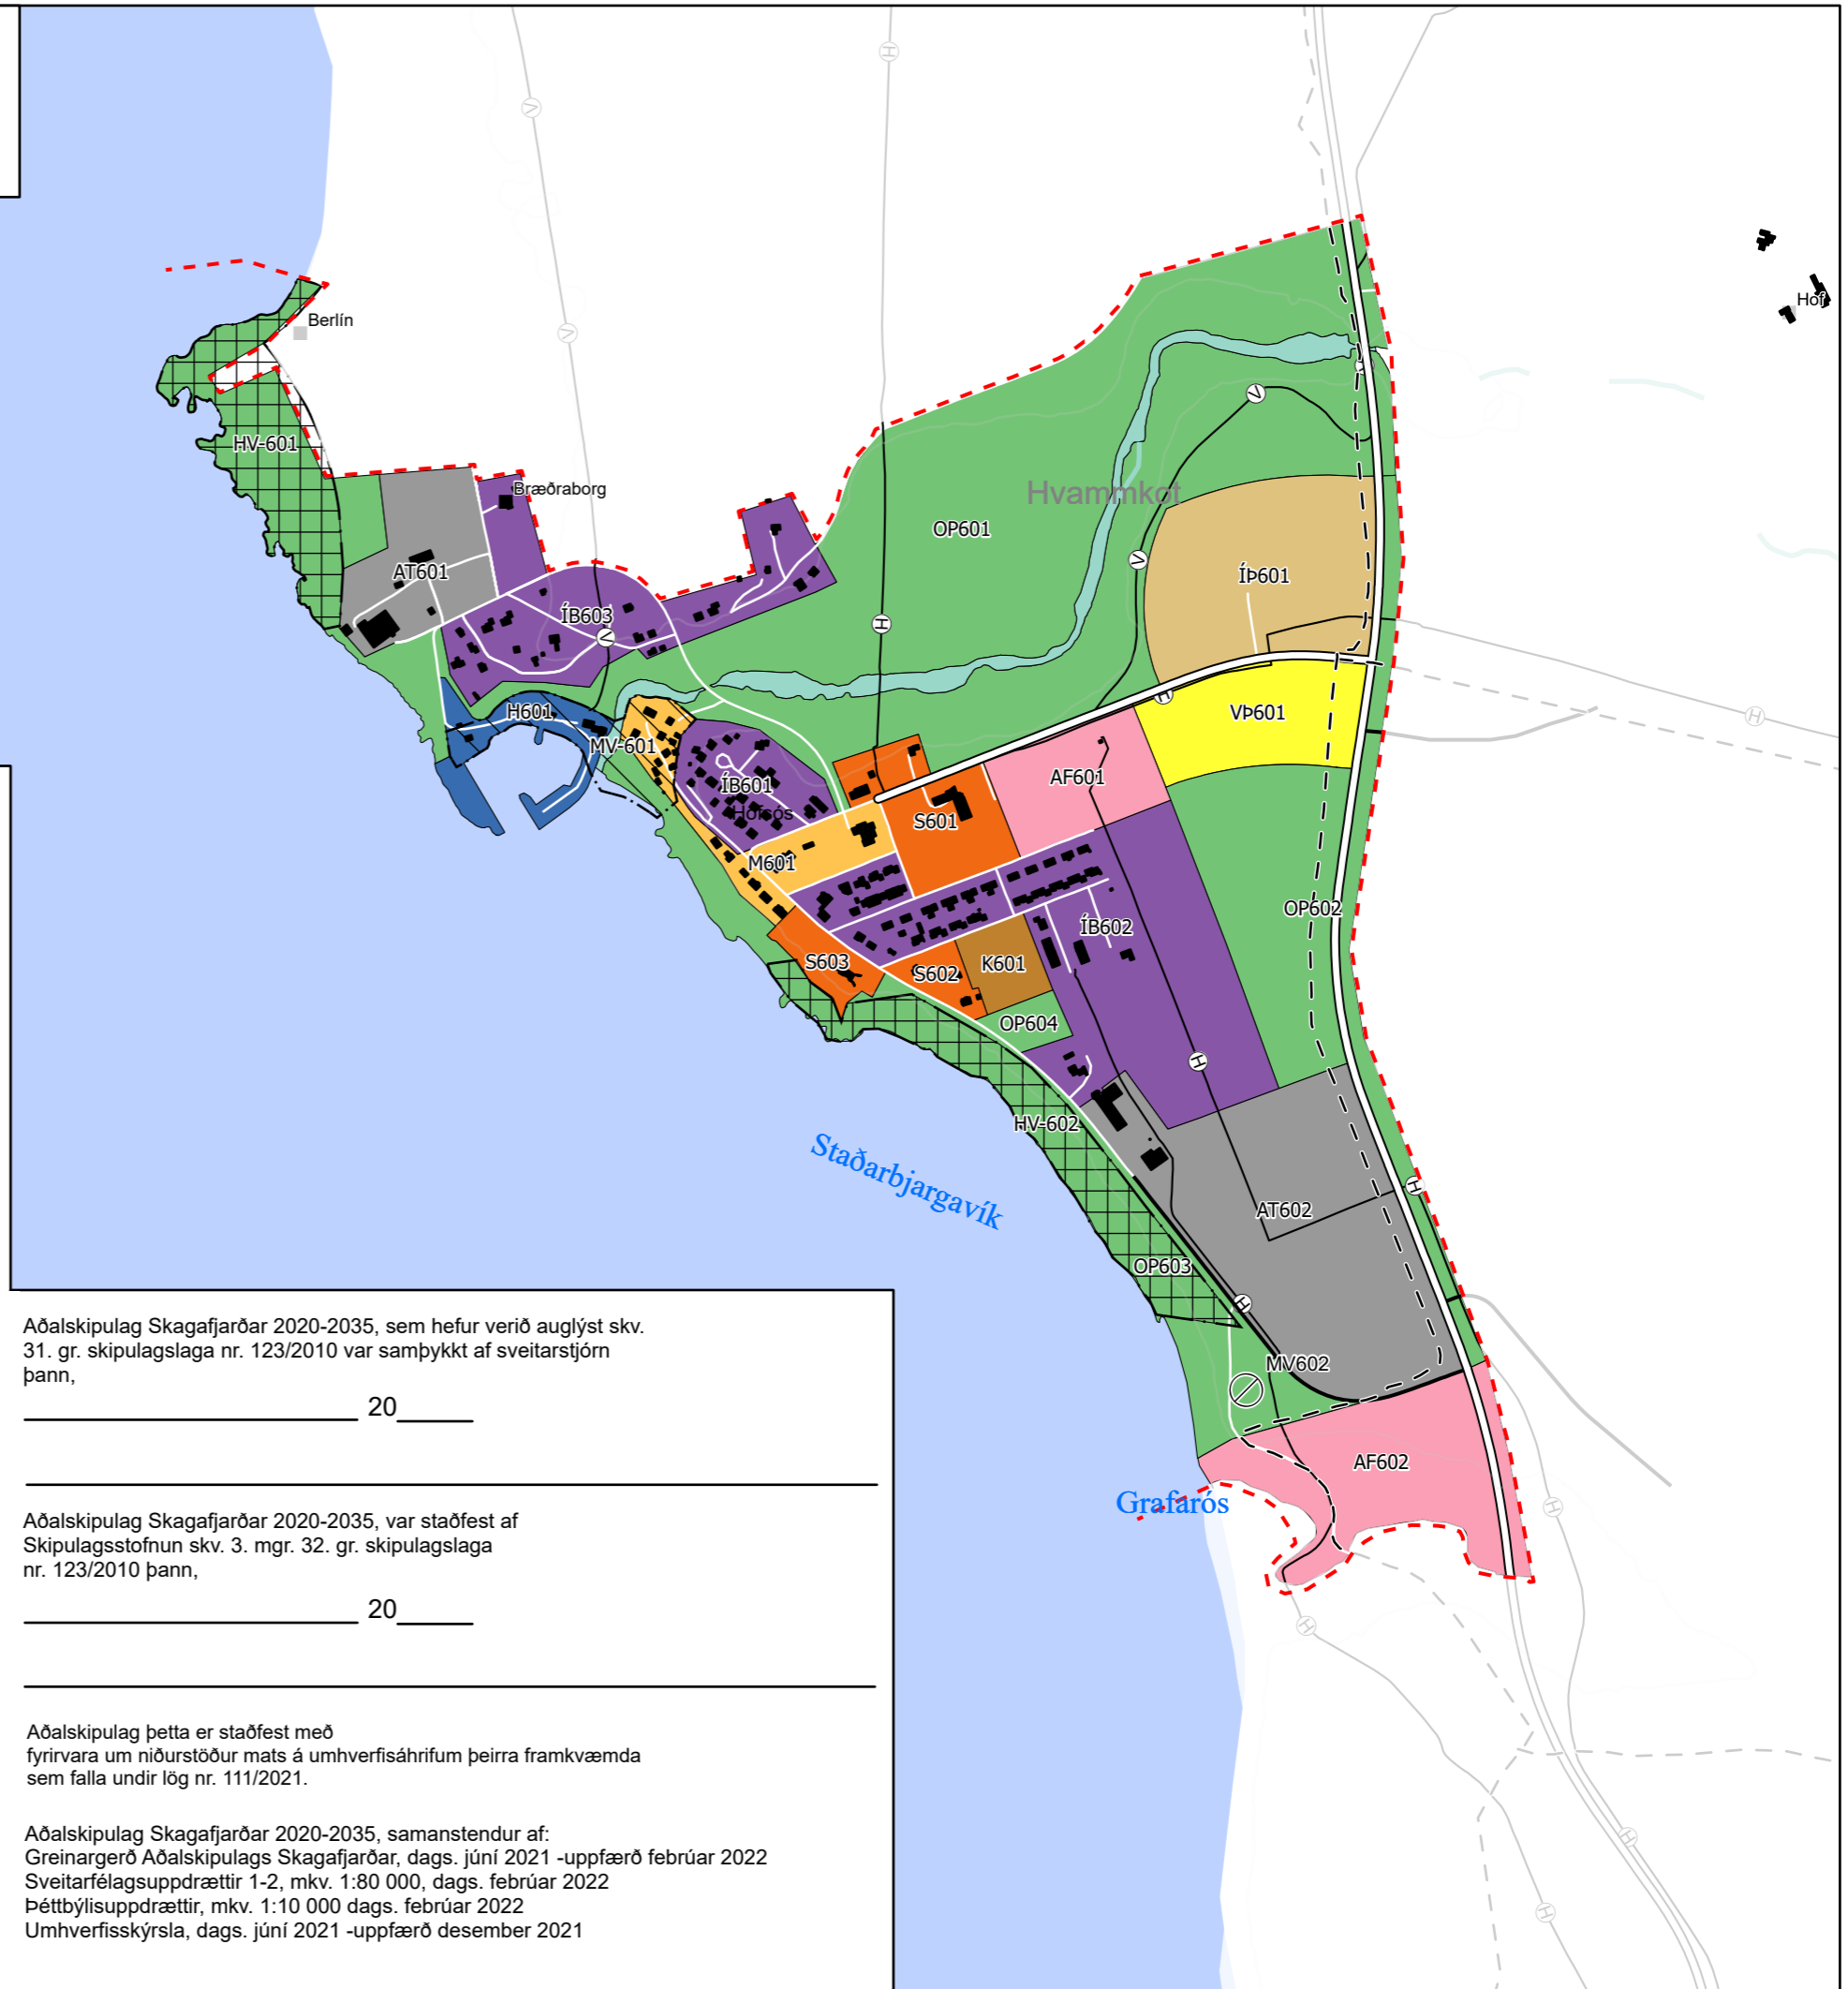 Berlín
Hof
HV-601
Bræðraborg
Hvammkot
OP601
AT601
ÍÞ601
ÍB603
H601
VÞ601
MV-601
ÍB601
AF601
Hofsós
S601
M601
OP602
ÍB602
S603
S602
K601
OP604
HV-602
Staðarbjargavík
AT602
OP603
MV602
AF602
Grafarós
V
V
V
V
V
H
H
H
H
H
H
H
H
H
H
H
H
Aðalskipulag Skagafjarðar 2020-2035, sem hefur verið auglýst skv.
31. gr. skipulagslaga nr. 123/2010 var samþykkt af sveitarstjórn
þann,
20
Aðalskipulag Skagafjarðar 2020-2035, var staðfest af
Skipulagsstofnun skv. 3. mgr. 32. gr. skipulagslaga
nr. 123/2010 þann,
20
Aðalskipulag þetta er staðfest með
fyrirvara um niðurstöður mats á umhverfisáhrifum þeirra framkvæmda
sem falla undir lög nr. 111/2021.
Aðalskipulag Skagafjarðar 2020-2035, samanstendur af:
Greinargerð Aðalskipulags Skagafjarðar, dags. júní 2021 -uppfærð febrúar 2022
Sveitarfélagsuppdrættir 1-2, mkv. 1:80 000, dags. febrúar 2022
Þéttbýlisuppdrættir, mkv. 1:10 000 dags. febrúar 2022
Umhverfisskýrsla, dags. júní 2021 -uppfærð desember 2021